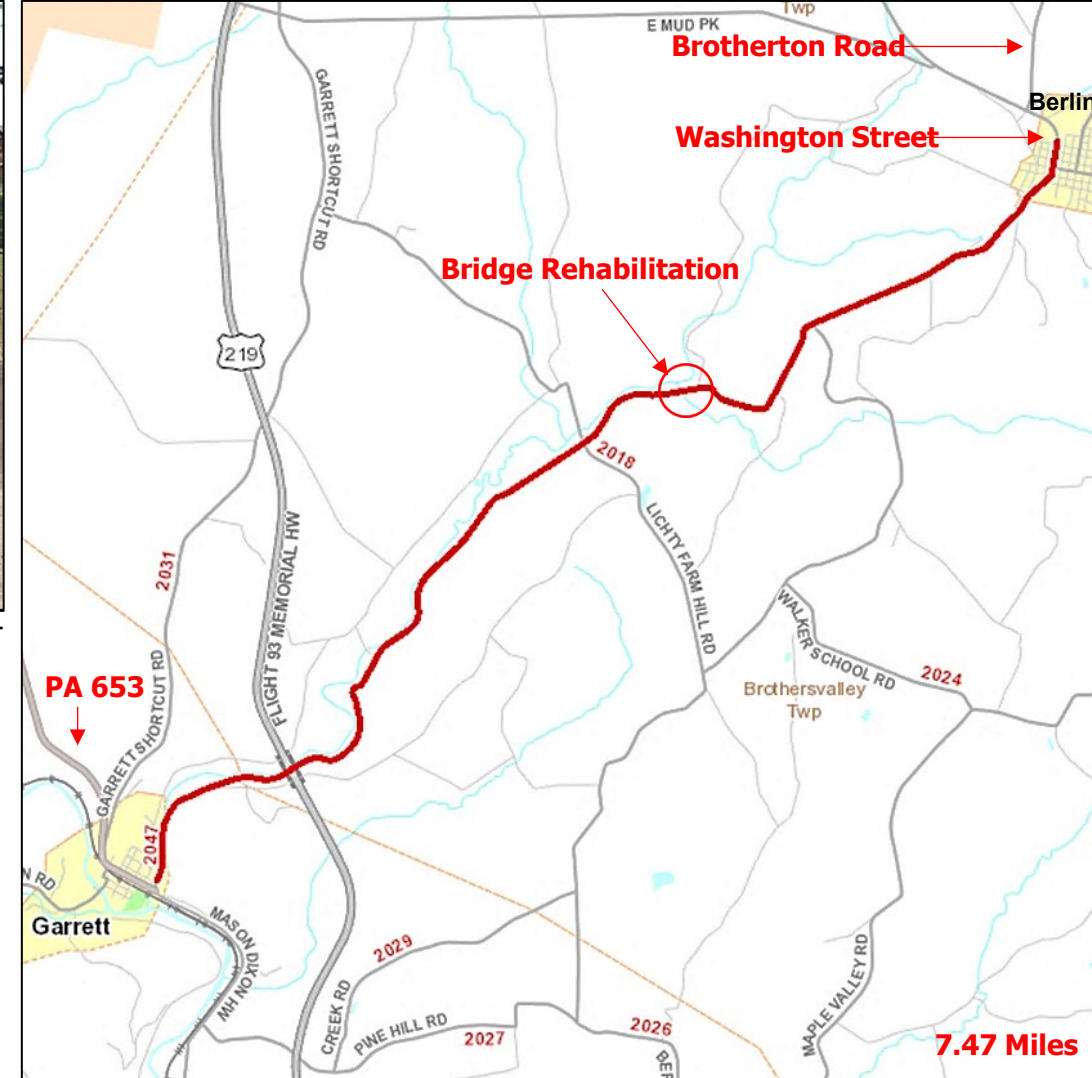 Twp
E MUD PK
Brotherton Road
Berlin
Washington Street
GARRETT SHORTCUT RD
Bridge Rehabilitation
219
2018
LICHTY FARM HILL RD
FLIGHT 93 MEMORIAL HW
2031
WALKER SCHOOL RD
2024
PA 653
GARRETT SHORTCUT RD
Brothersvalley
Twp
2047
N RD
Garrett
MASON DIXON HW
2029
CREEK RD
PINE HILL RD
2027
2026
BER
MAPLE VALLEY RD
7.47 Miles